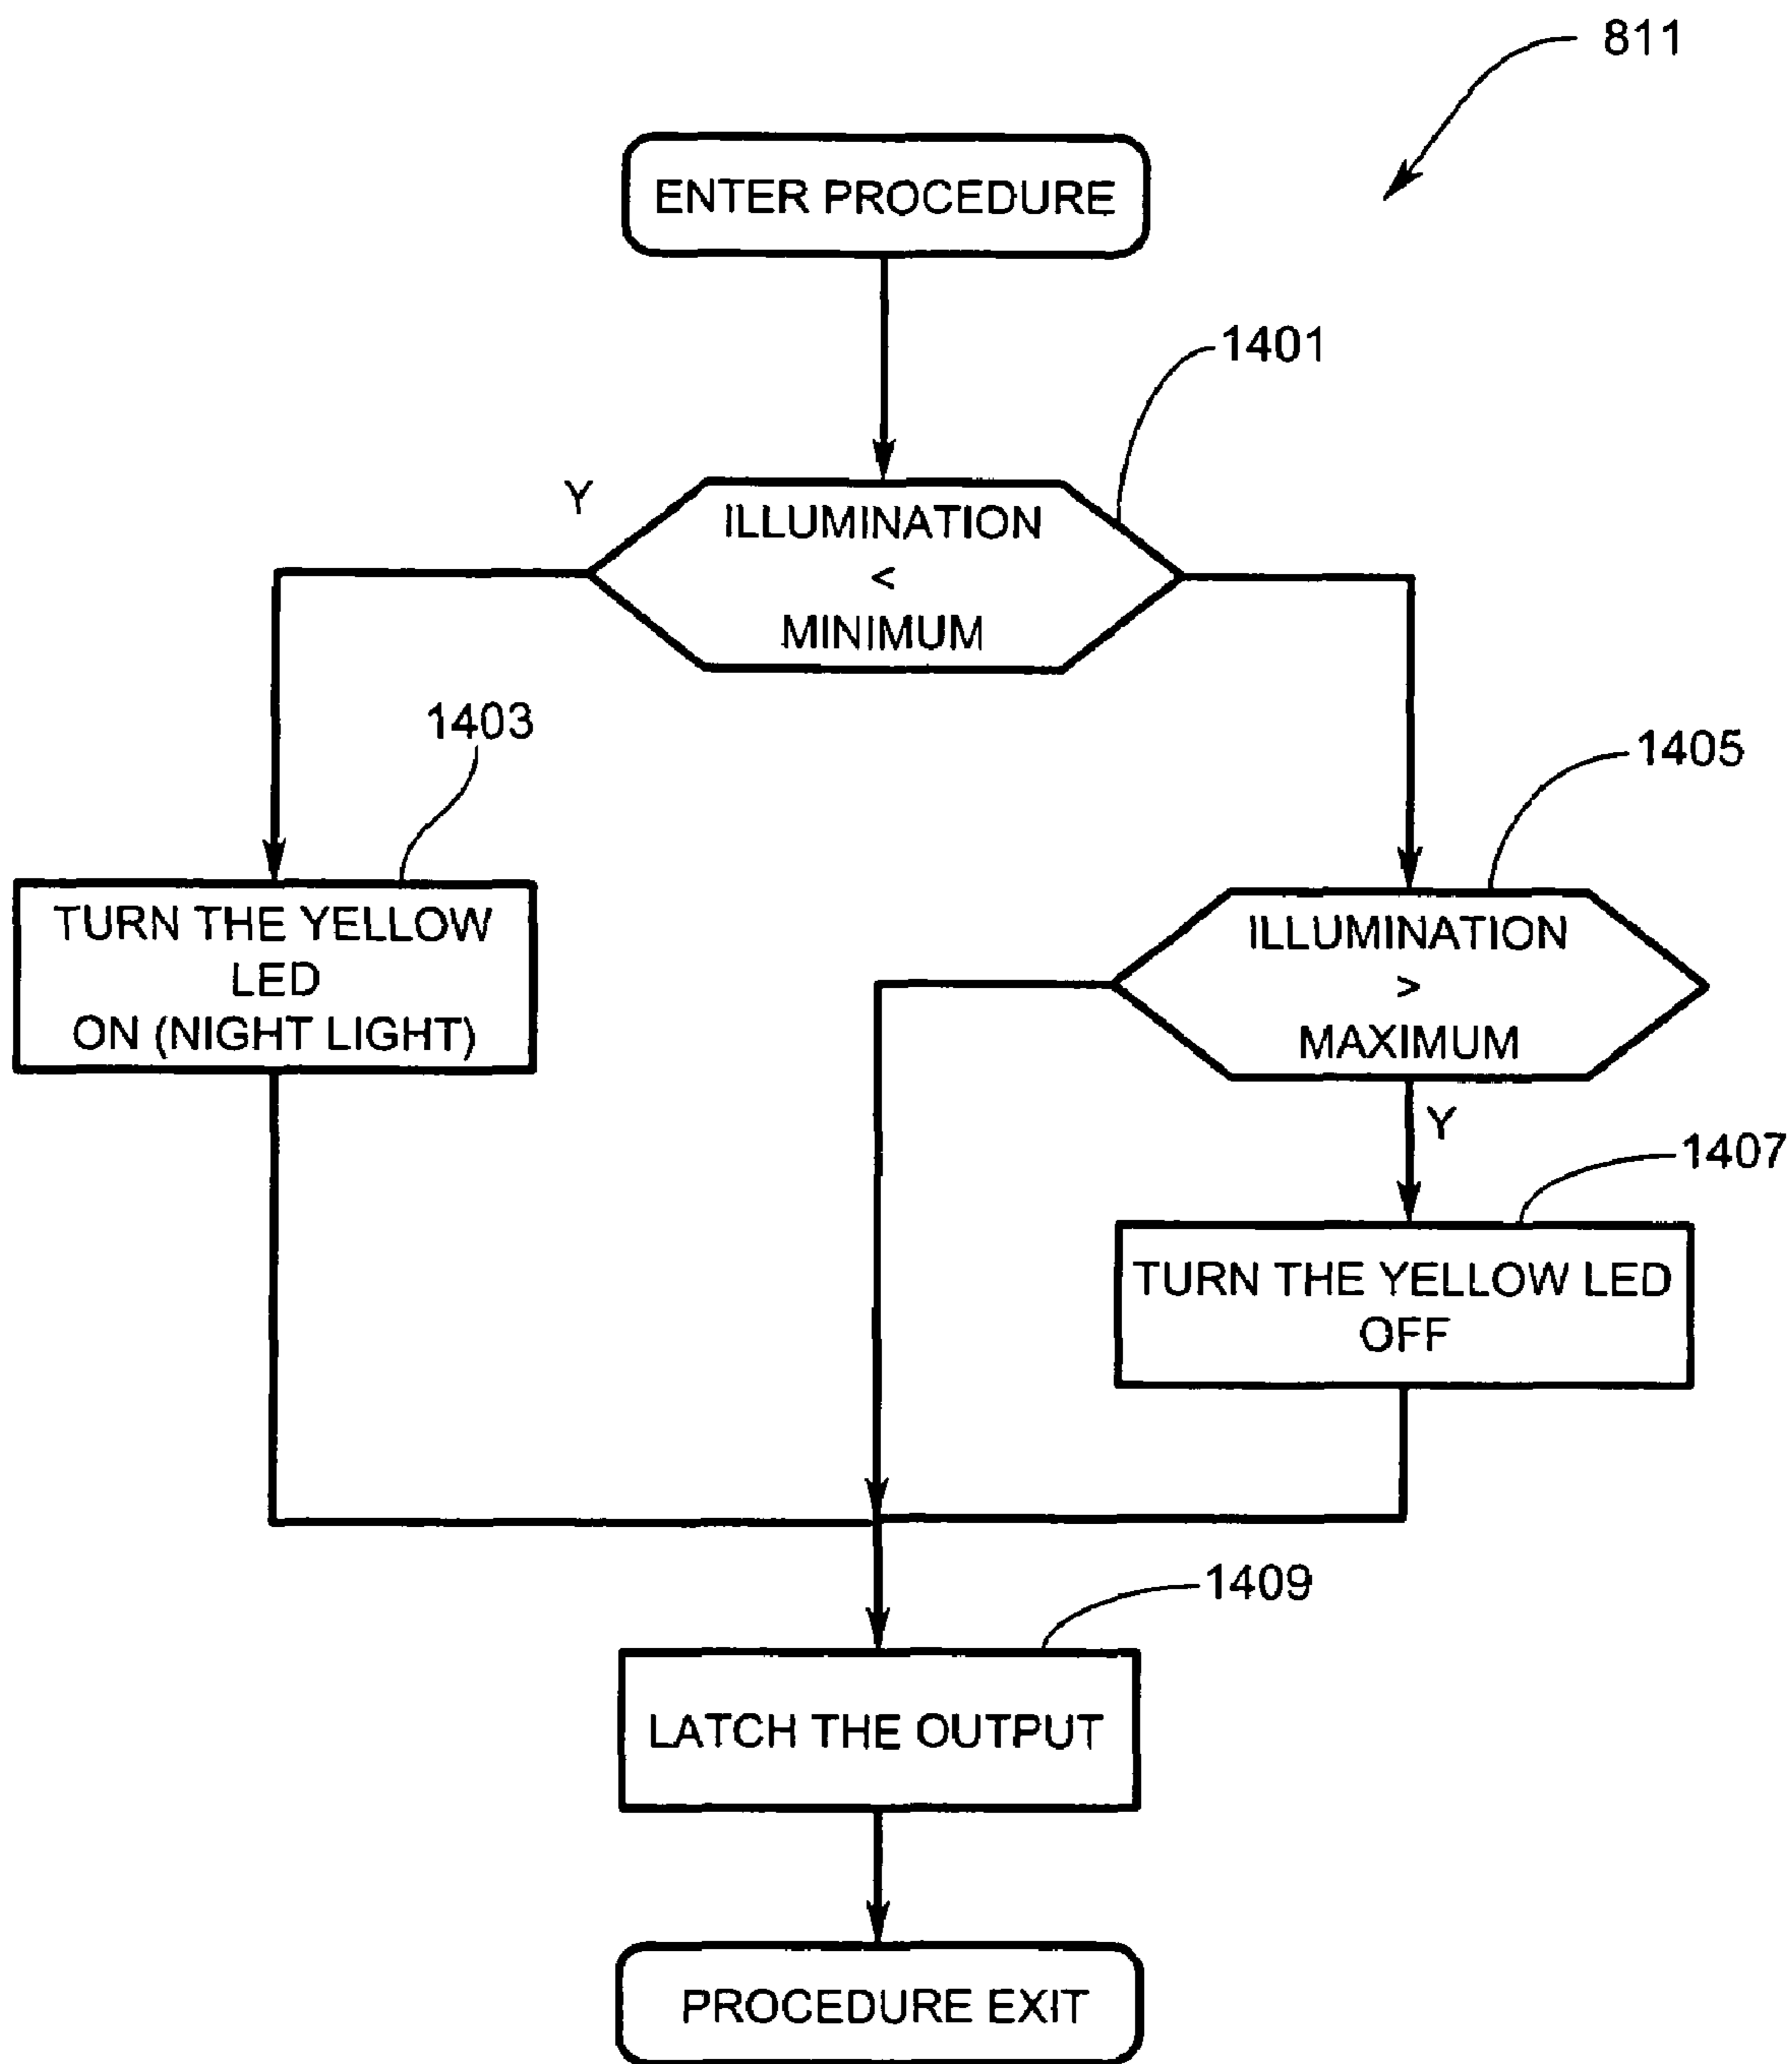 811
ENTER PROCEDURE
1401
Y
ILLUMINATION
<
MINIMUM
1403
1405
TURN THE YELLOW
LED
ON (NIGHT LIGHT)
ILLUMINATION
>
MAXIMUM
Y
1407
TURN THE YELLOW LED
OFF
1409
LATCH THE OUTPUT
PROCEDURE EXIT